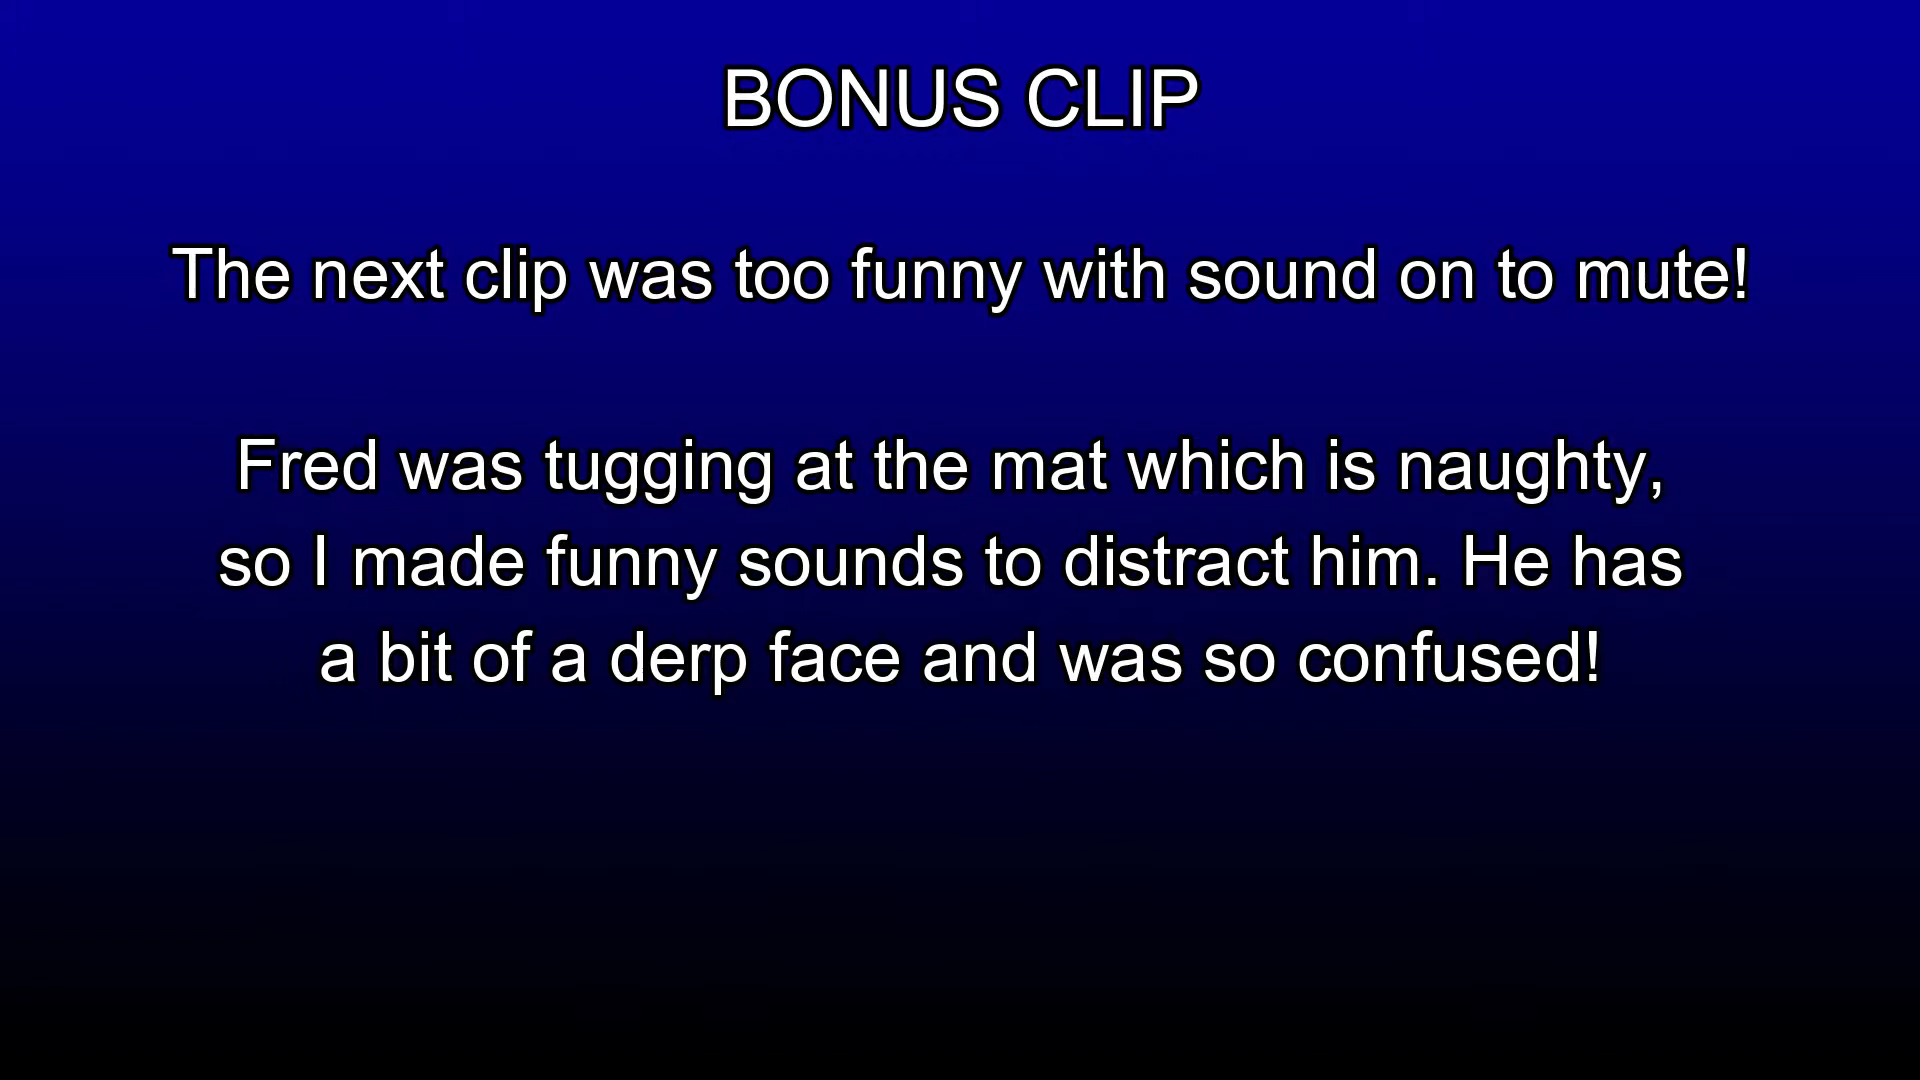 BONUS CLIP
The next clip was too funny with sound on to mute!
Fred was tugging at the mat which is naughty,
so I made funny sounds to distract him. He has
a bit of a derp face and was so confused!